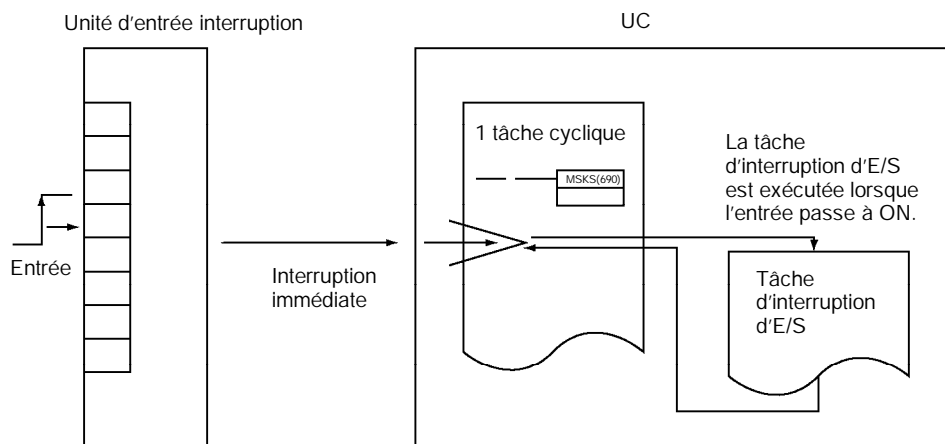 Unité d'entrée interruption
UC
1 tâche cyclique
MSKS(690)
La tâche
d'interruption d'E/S
est exécutée lorsque
l'entrée passe à ON.
Entrée
Interruption
immédiate
Tâche
d'interruption
d'E/S